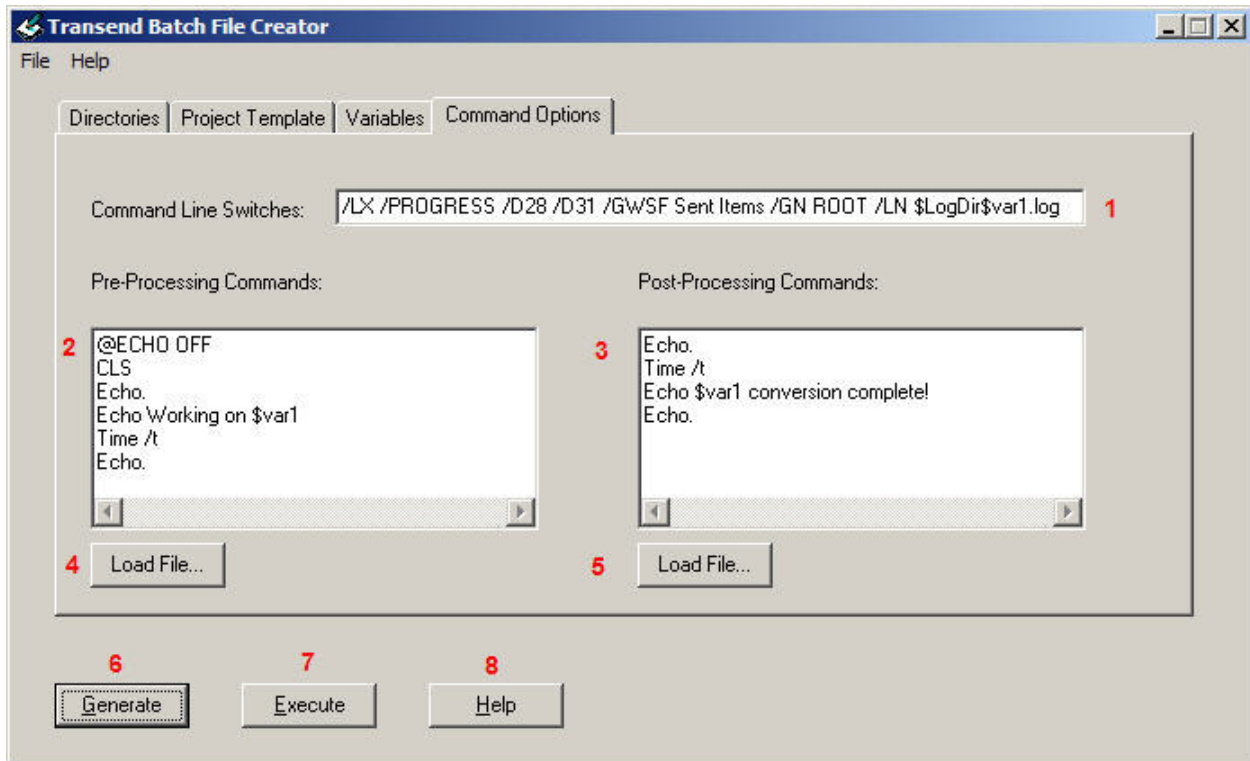 Transend Batch File Creator
File Help
Directories Project Template Variables Command Options
Command Line Switches: /LX /PROGRESS /D28 /D31 /GWSF Sent Items /GN ROOT /LN $LogDir$var1.log 1
Pre-Processing Commands:
2
@ECHO OFF
CLS
Echo.
Echo Working on $var1
Time /t
Echo.
4 Load File...
Post-Processing Commands:
3
Echo.
Time /t
Echo $var1 conversion complete!
Echo.
5 Load File...
6 7 8
Generate Execute Help